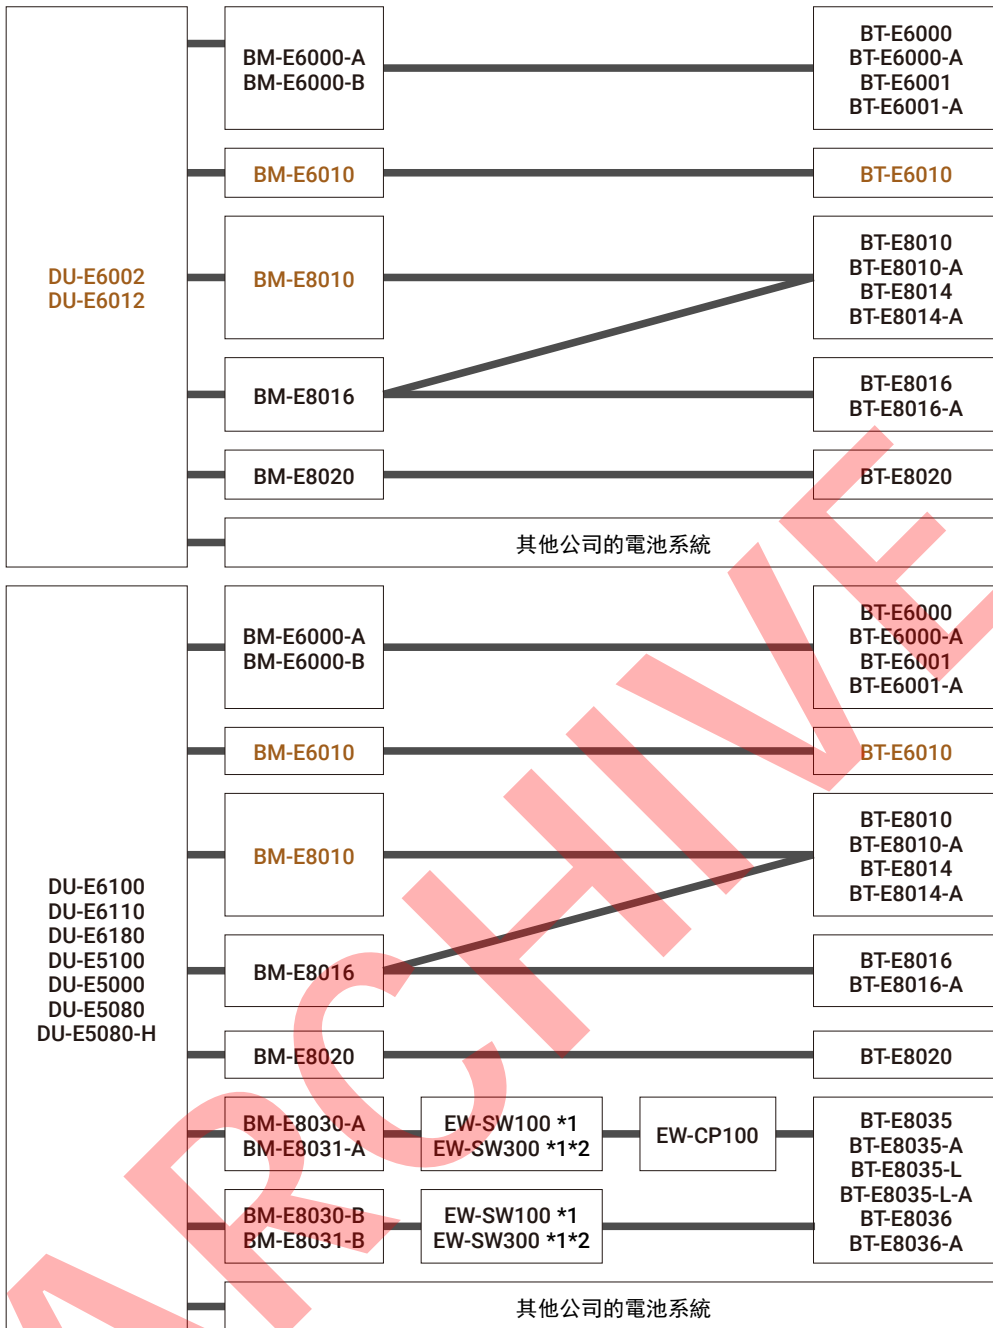 DU-E6002
DU-E6012
BM-E6000-A
BM-E6000-B
BT-E6000
BT-E6000-A
BT-E6001
BT-E6001-A
BM-E6010
BT-E6010
BM-E8010
BT-E8010
BT-E8010-A
BT-E8014
BT-E8014-A
BM-E8016
BT-E8016
BT-E8016-A
BM-E8020
BT-E8020
其他公司的電池系統
DU-E6100
DU-E6110
DU-E6180
DU-E5100
DU-E5000
DU-E5080
DU-E5080-H
BM-E6000-A
BM-E6000-B
BT-E6000
BT-E6000-A
BT-E6001
BT-E6001-A
BM-E6010
BT-E6010
BM-E8010
BT-E8010
BT-E8010-A
BT-E8014
BT-E8014-A
BM-E8016
BT-E8016
BT-E8016-A
BM-E8020
BT-E8020
BM-E8030-A
BM-E8031-A
EW-SW100 *1
EW-SW300 *1*2
EW-CP100
BT-E8035
BT-E8035-A
BT-E8035-L
BT-E8035-L-A
BT-E8036
BT-E8036-A
BM-E8030-B
BM-E8031-B
EW-SW100 *1
EW-SW300 *1*2
其他公司的電池系統
ARCHIVE